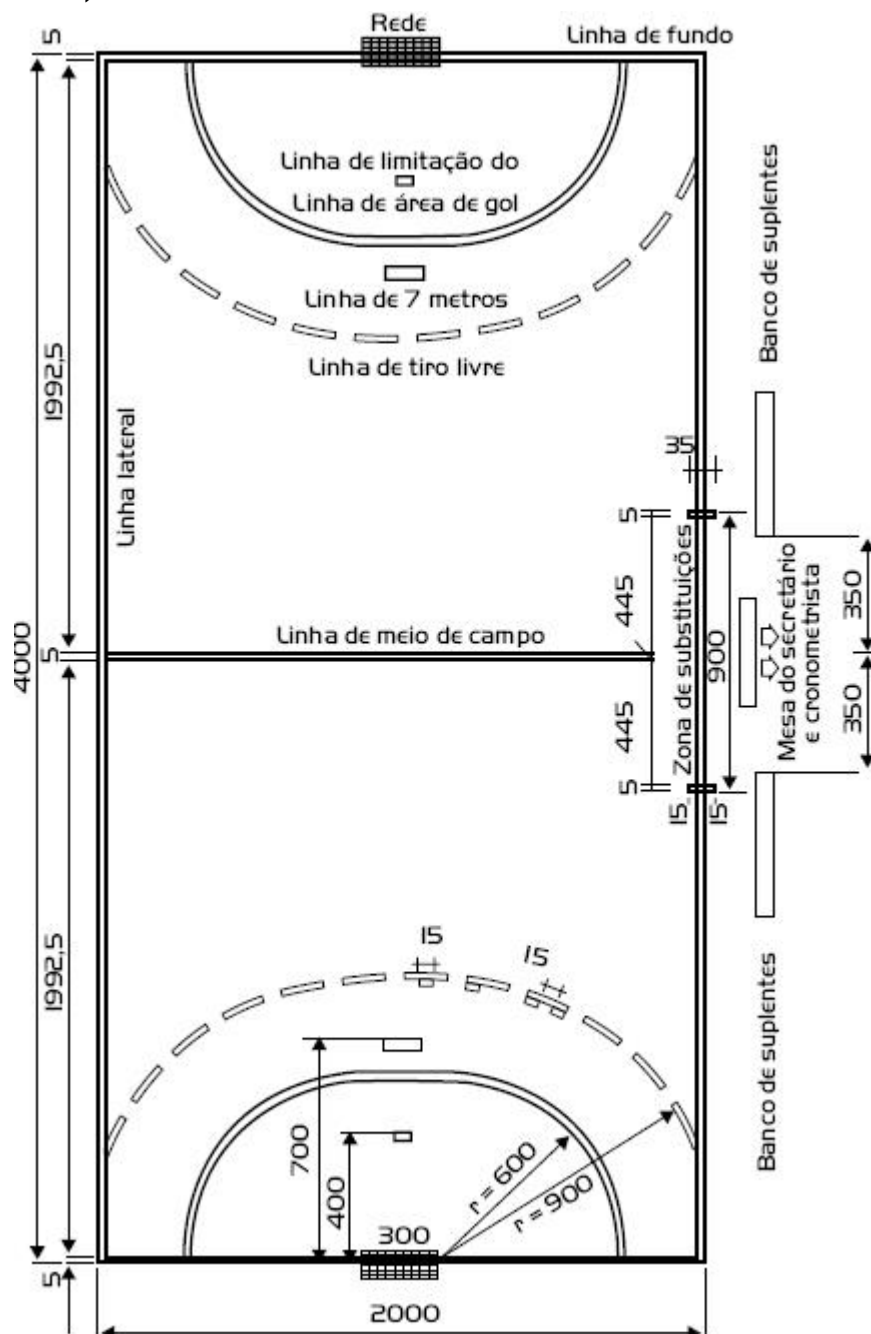 Rede
Linha de fundo
5
Linha de limitação do
Linha de área de gol
Linha de 7 metros
Linha de tiro livre
Banco de suplentes
1992,5
Linha lateral
35
5
Zona de substituições
445
900
Mesa do secretário
e cronometrista
350
4000
5
Linha de meio de campo
445
350
5
15
15
1992,5
15
15
Banco de suplentes
700
400
r = 600
r = 900
300
5
2000